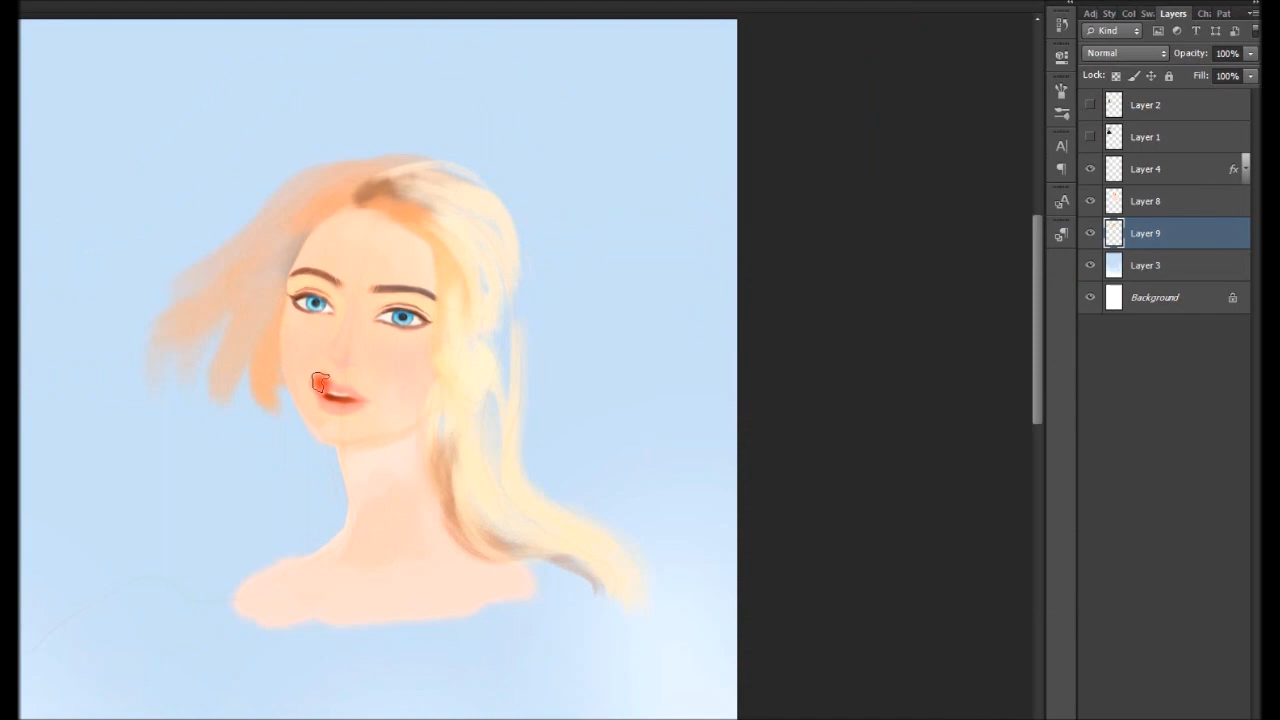 Adj Sty Col Sw: Layers Ch: Pat
Kind
Normal Opacity: 100%
Lock: Fill: 100%
Layer 2
Layer 1
Layer 4 fx
Layer 8
Layer 9
Layer 3
Background